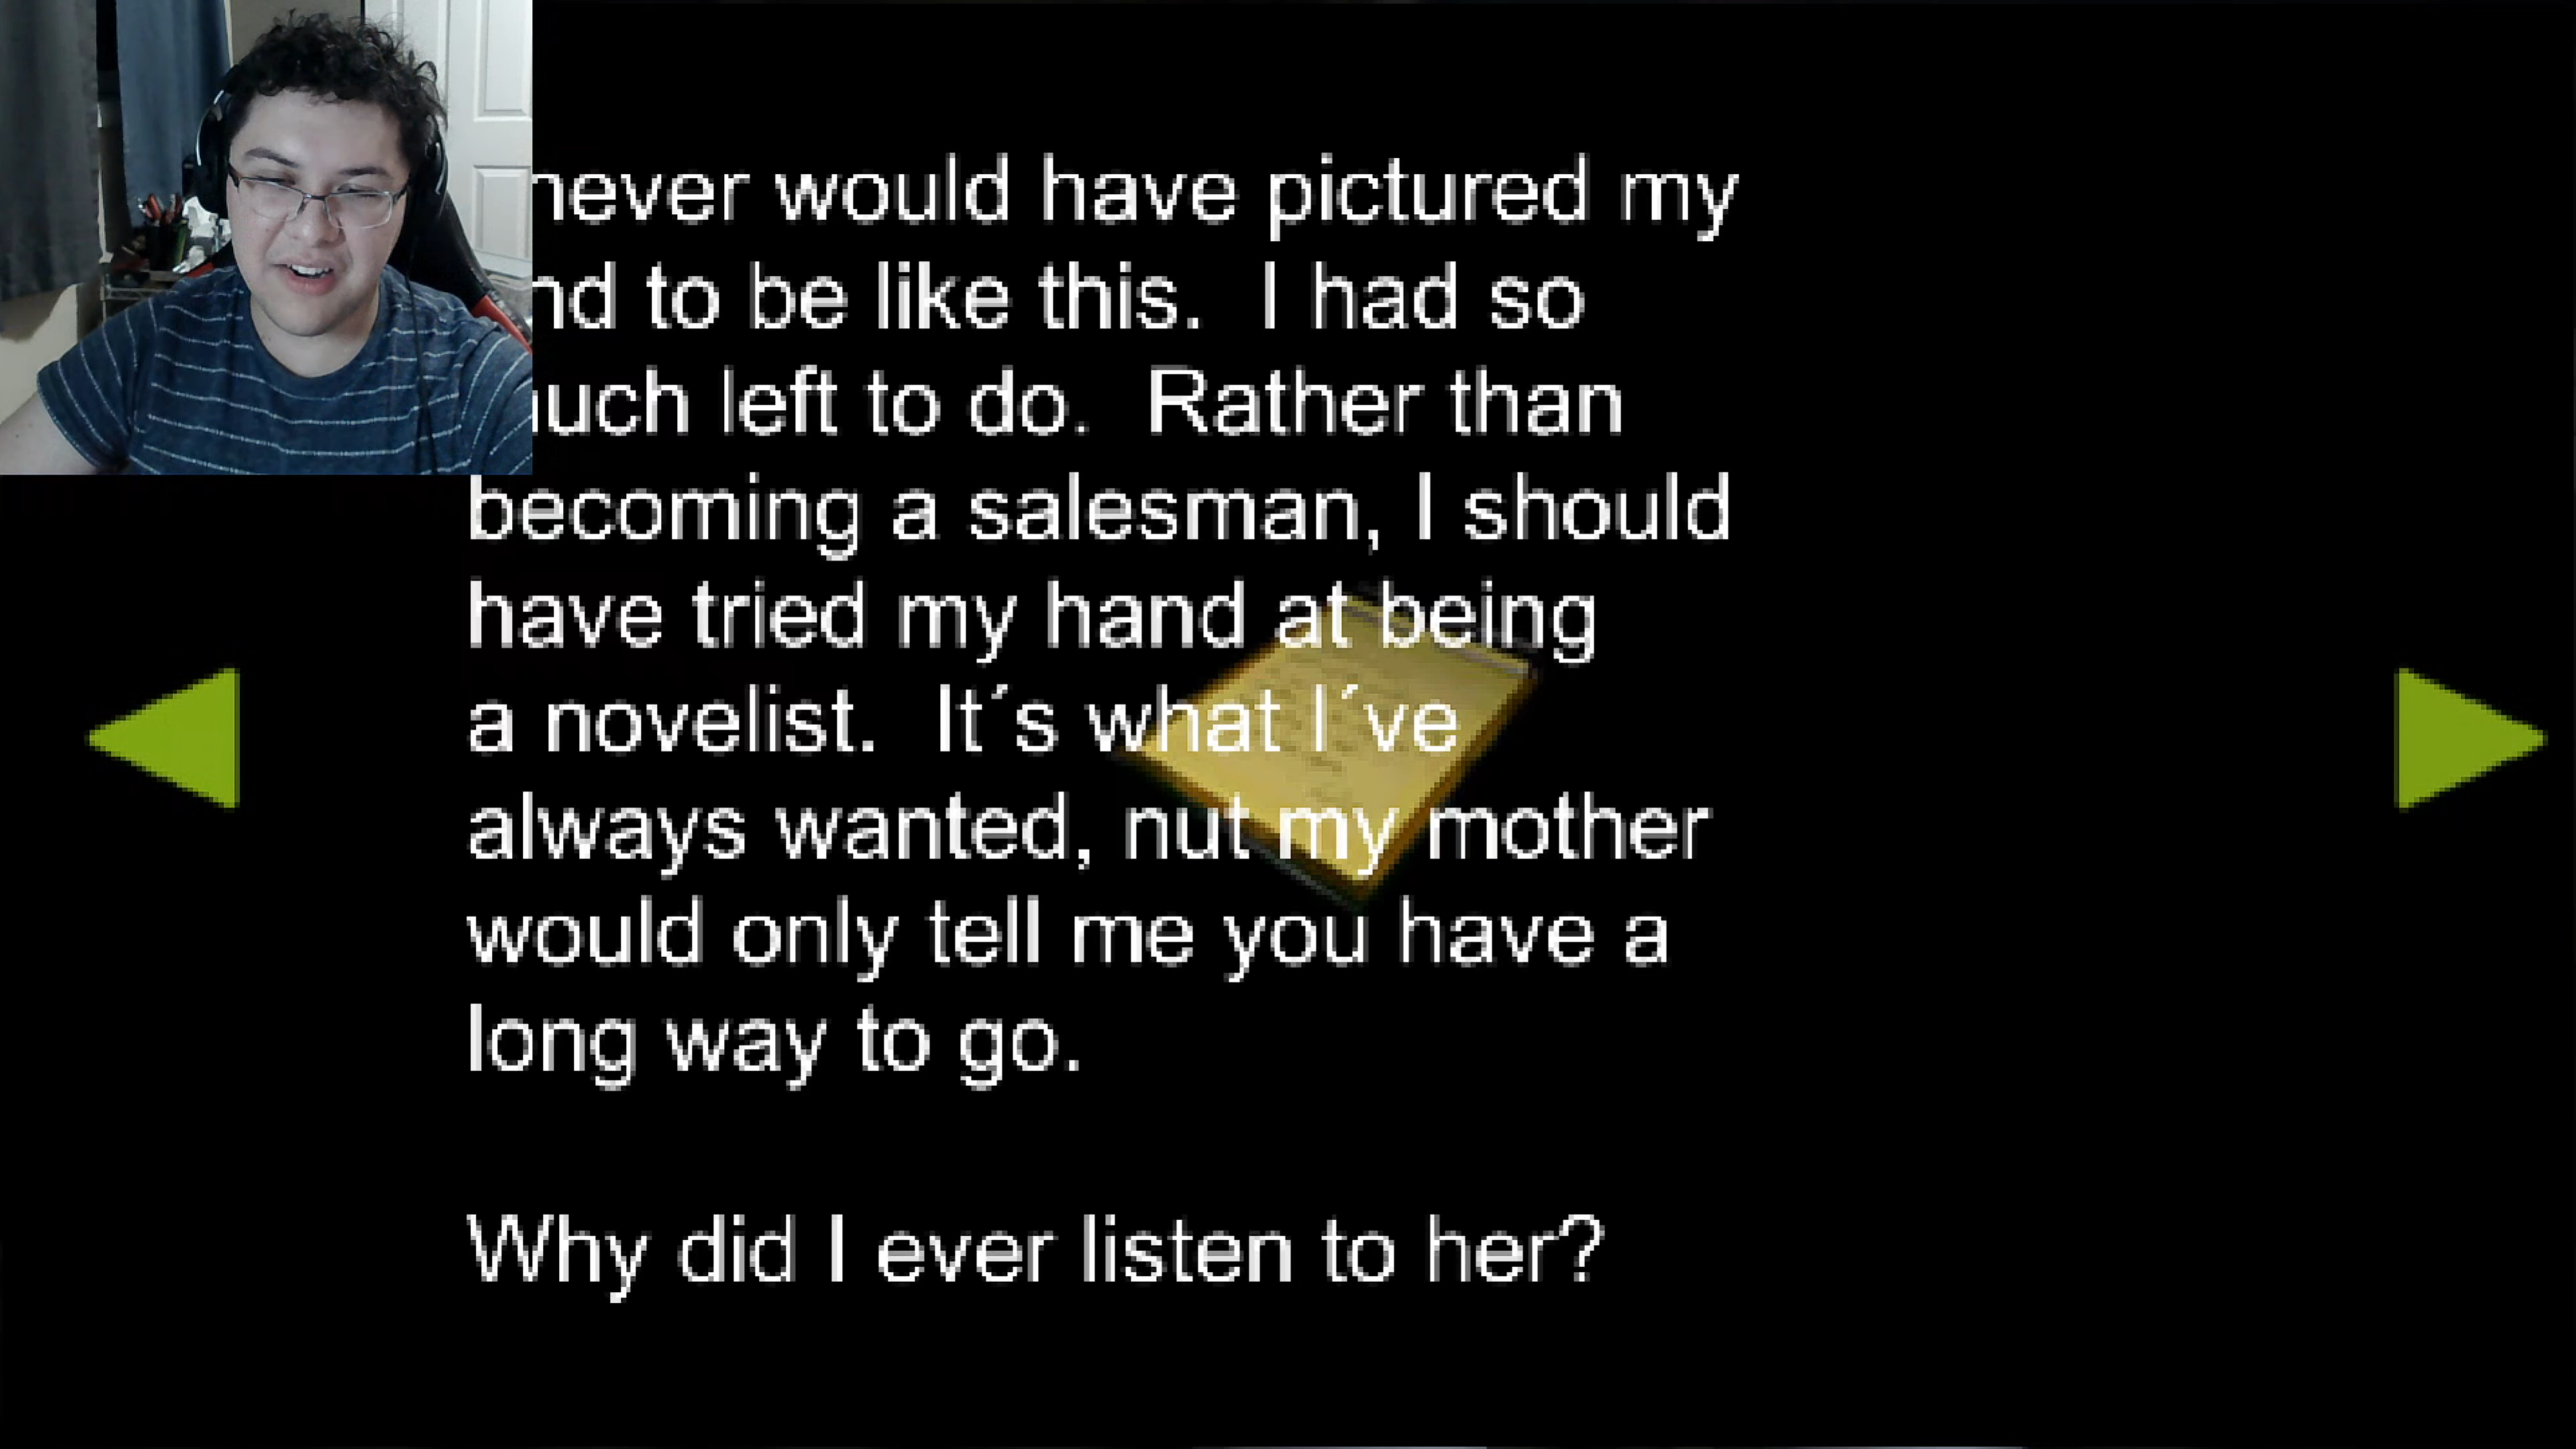 never would have pictured my
to be like this.  I had so
left to do.  Rather than
becoming a salesman, I should
have tried my hand at being
a novelist.  It´s what I´ve
always wanted, nut my mother
would only tell me you have a
long way to go.
Why did I ever listen to her?